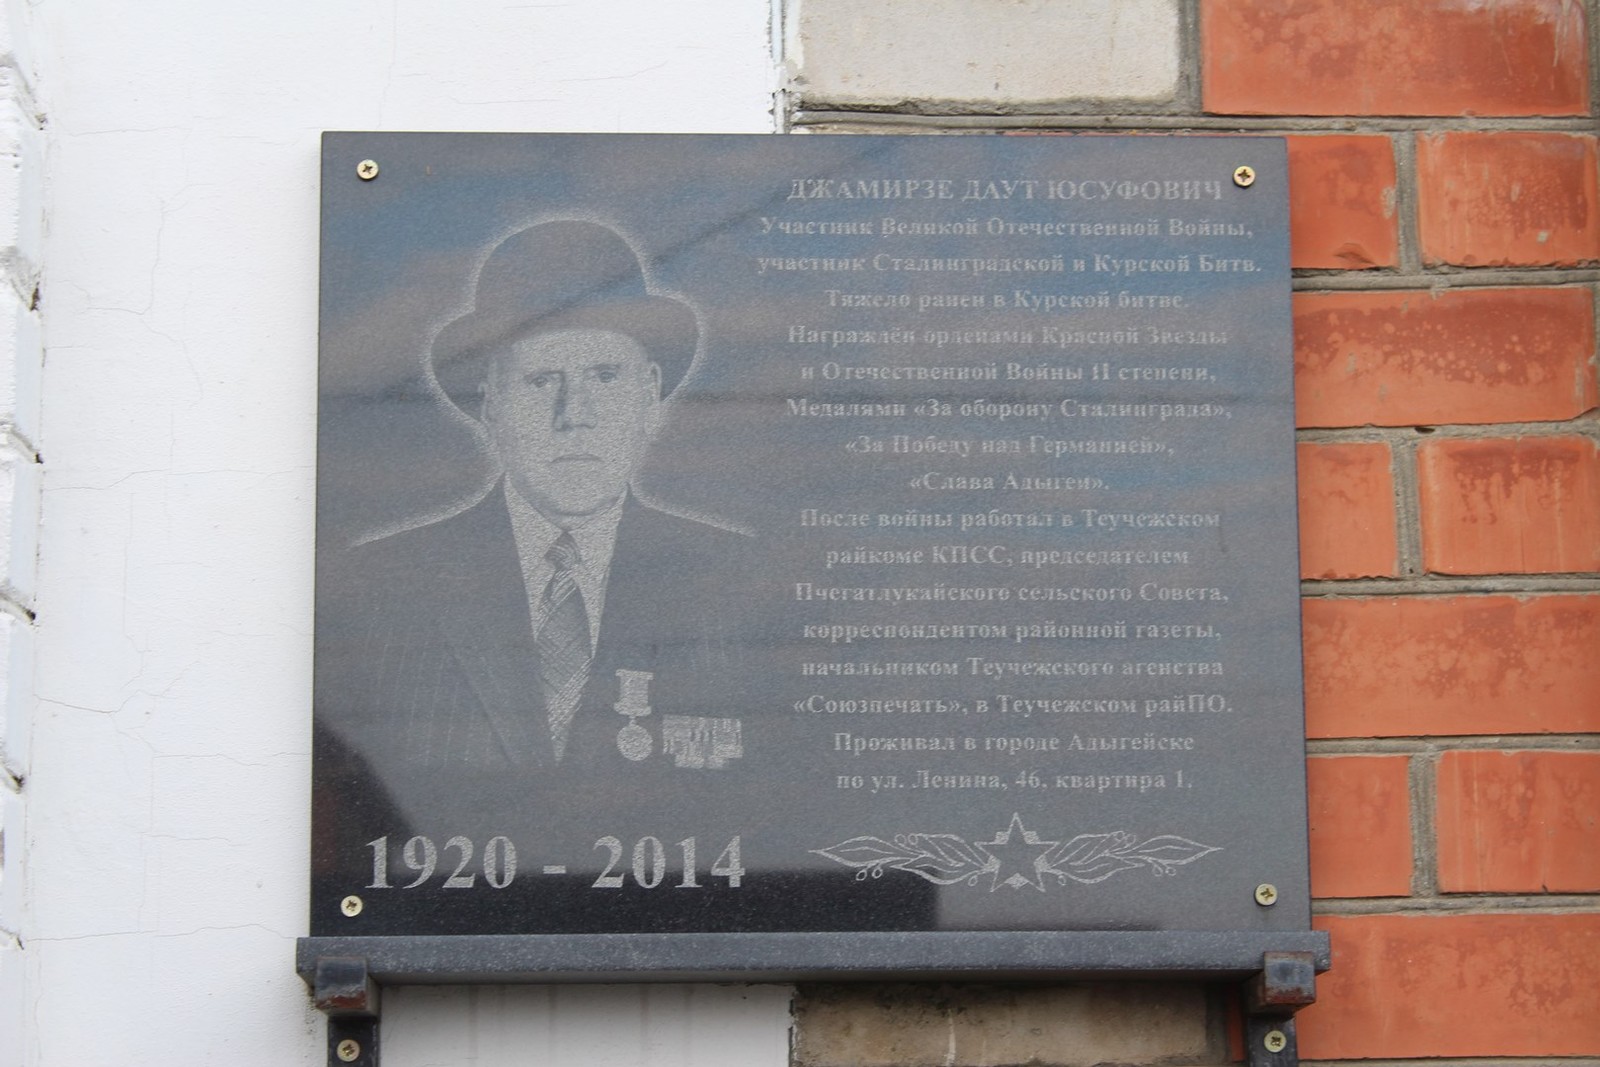 ДЖАМИРЗЕ ДАУТ ЮСУФОВИЧ
Участник Великой Отечественной Войны,
участник Сталинградской и Курской Битв.
Тяжело ранен в Курской битве.
Награждён орденами Красной Звезды
и Отечественной Войны II степени,
Медалями «За оборону Сталинграда»,
«За Победу над Германией»,
«Слава Адыгеи».
После войны работал в Теучежском
райкоме КПСС, председателем
Пчегатлукайского сельского Совета,
корреспондентом районной газеты,
начальником Теучежского агенства
«Союзпечать», в Теучежском райПО.
Проживал в городе Адыгейске
по ул. Ленина, 46, квартира 1.
1920 - 2014